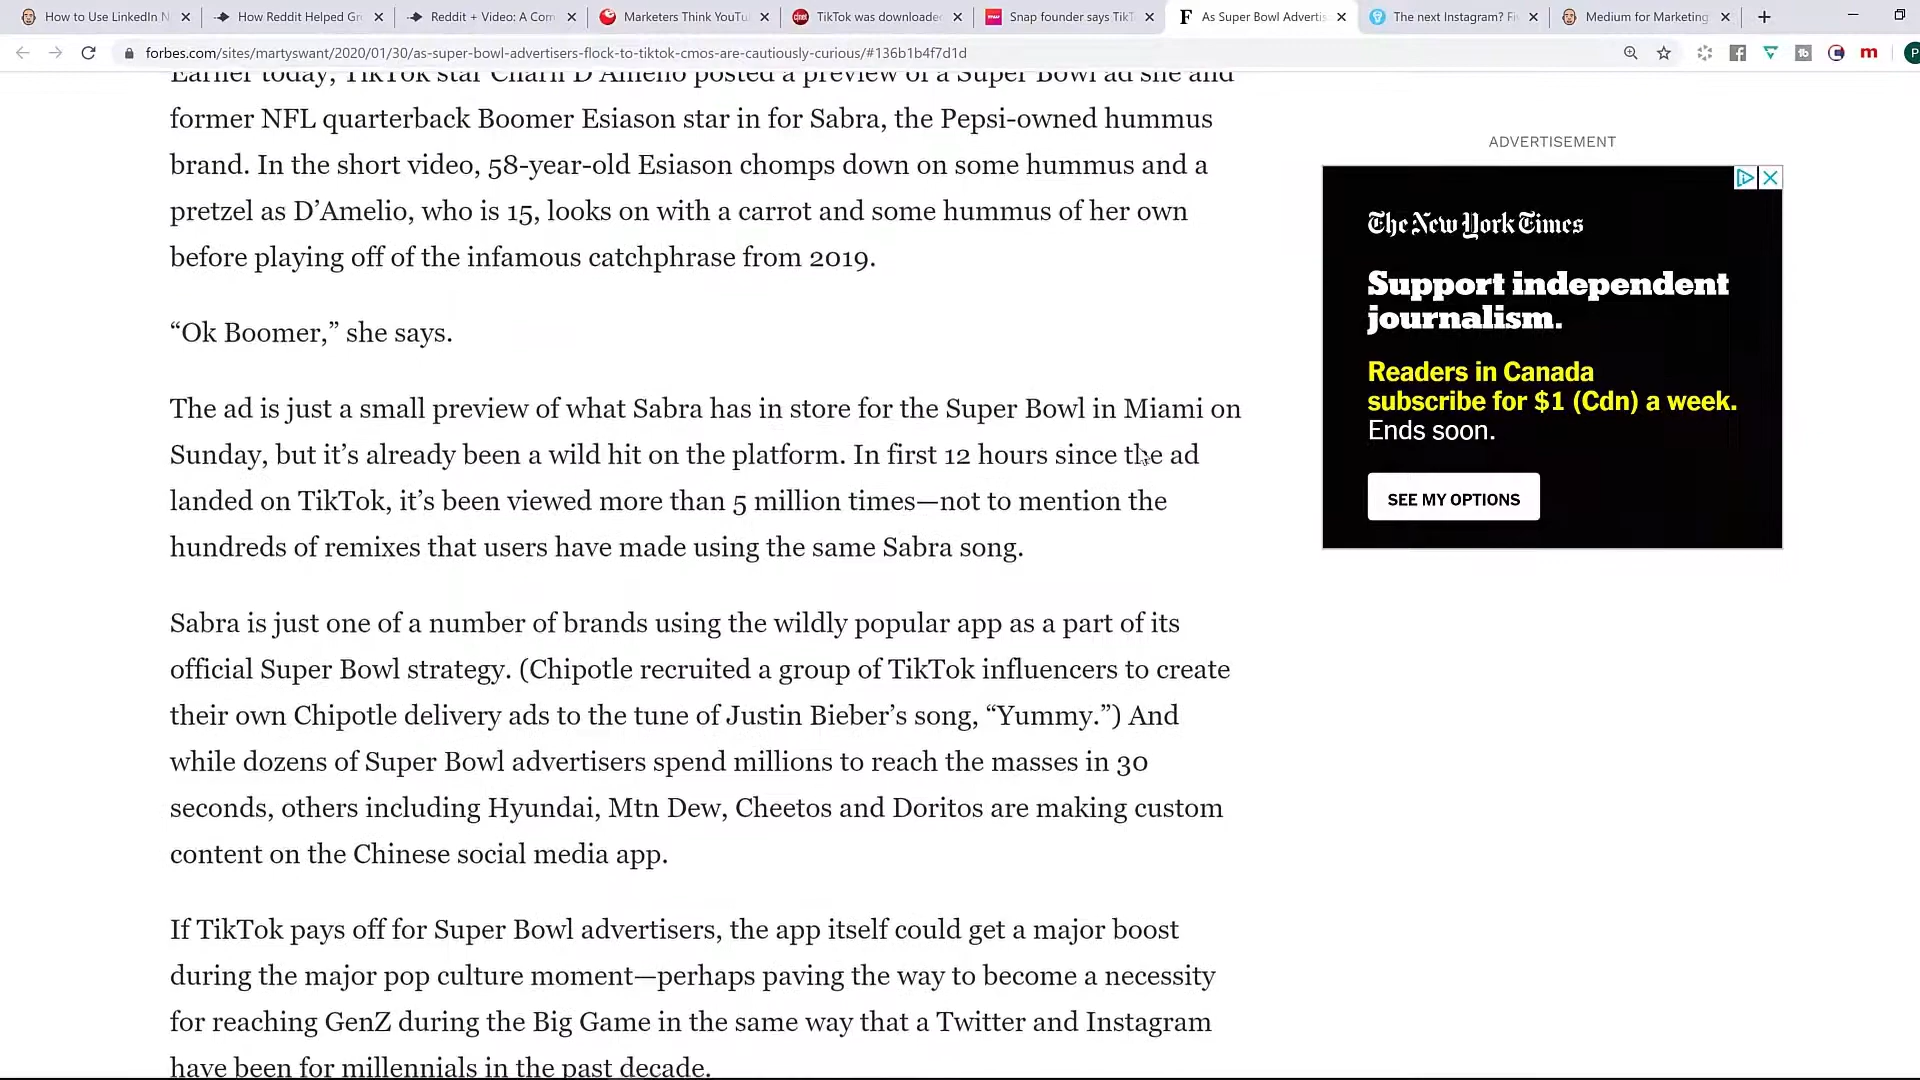 How to Use LinkedIn N
How Reddit Helped Gr
Reddit + Video: A Com
Marketers Think YouTu
TikTok was downloade
Snap founder says TikT
As Super Bowl Advertis
The next Instagram? Fi
Medium for Marketing
forbes.com/sites/martyswant/2020/01/30/as-super-bowl-advertisers-flock-to-tiktok-cmos-are-cautiously-curious/#136b1b4f7d1d
Earlier today, TikTok star Charli D'Amelio posted a preview of a Super Bowl ad she and
former NFL quarterback Boomer Esiason star in for Sabra, the Pepsi-owned hummus
brand. In the short video, 58-year-old Esiason chomps down on some hummus and a
pretzel as D’Amelio, who is 15, looks on with a carrot and some hummus of her own
before playing off of the infamous catchphrase from 2019.
“Ok Boomer,” she says.
The ad is just a small preview of what Sabra has in store for the Super Bowl in Miami on
Sunday, but it’s already been a wild hit on the platform. In first 12 hours since the ad
landed on TikTok, it’s been viewed more than 5 million times—not to mention the
hundreds of remixes that users have made using the same Sabra song.
Sabra is just one of a number of brands using the wildly popular app as a part of its
official Super Bowl strategy. (Chipotle recruited a group of TikTok influencers to create
their own Chipotle delivery ads to the tune of Justin Bieber’s song, “Yummy.”) And
while dozens of Super Bowl advertisers spend millions to reach the masses in 30
seconds, others including Hyundai, Mtn Dew, Cheetos and Doritos are making custom
content on the Chinese social media app.
If TikTok pays off for Super Bowl advertisers, the app itself could get a major boost
during the major pop culture moment—perhaps paving the way to become a necessity
for reaching GenZ during the Big Game in the same way that a Twitter and Instagram
have been for millennials in the past decade.
ADVERTISEMENT
The New York Times
Support independent
journalism.
Readers in Canada
subscribe for $1 (Cdn) a week.
Ends soon.
SEE MY OPTIONS